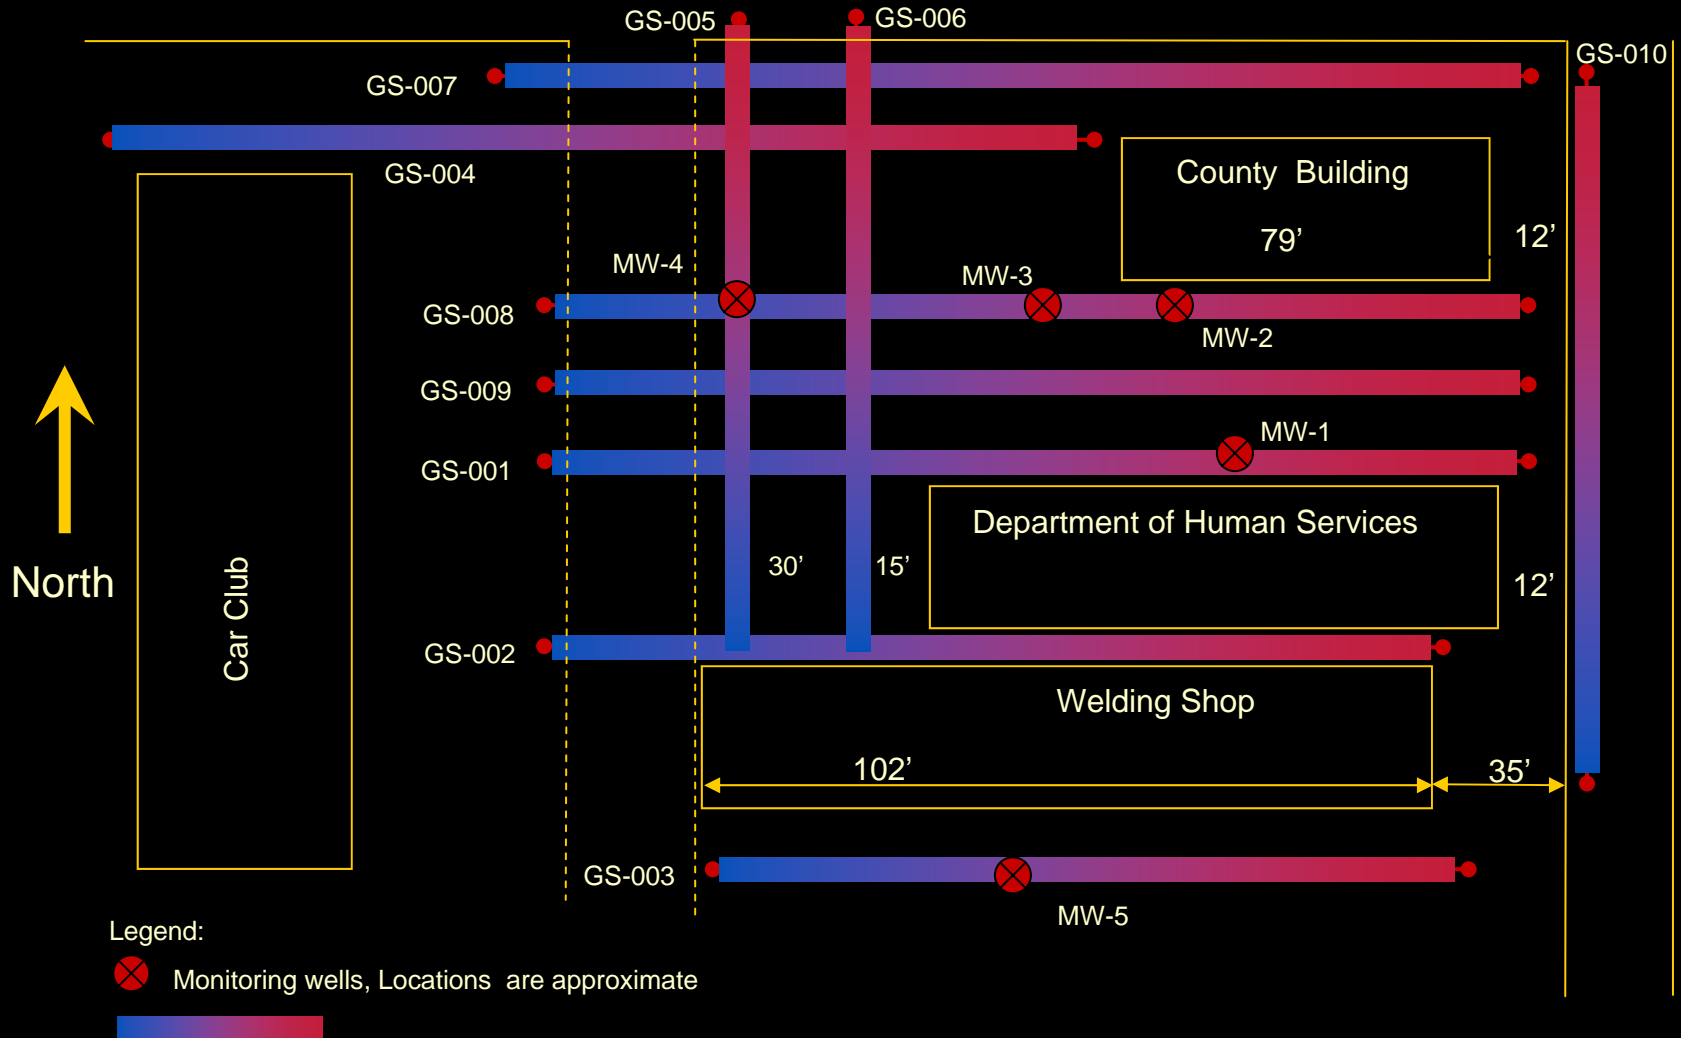 GS-005
GS-006
GS-010
GS-007
GS-004
County  Building
79’
12’
MW-4
MW-3
GS-008
MW-2
GS-009
MW-1
GS-001
Department of Human Services
30’
15’
12’
North
Car Club
GS-002
Welding Shop
102’
35’
GS-003
MW-5
Legend:
Monitoring wells, Locations  are approximate